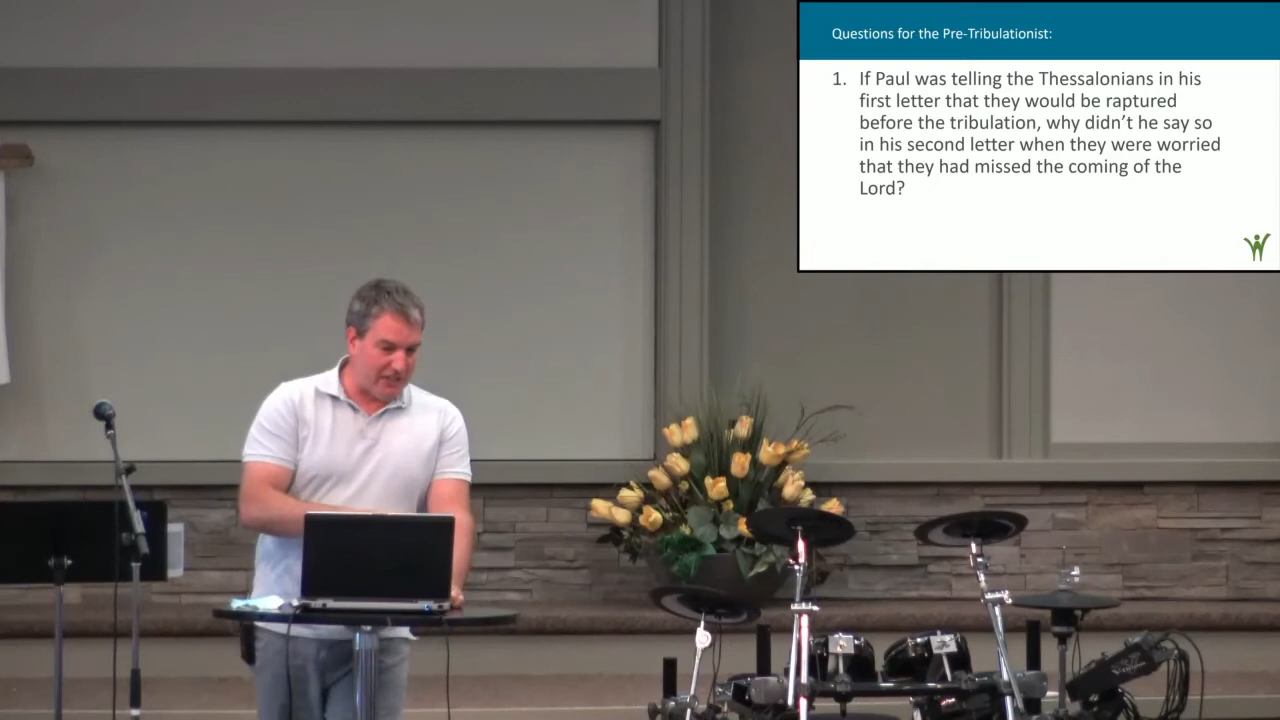 Questions for the Pre-Tribulationist:
1. If Paul was telling the Thessalonians in his
first letter that they would be raptured
before the tribulation, why didn't he say so
in his second letter when they were worried
that they had missed the coming of the
Lord?